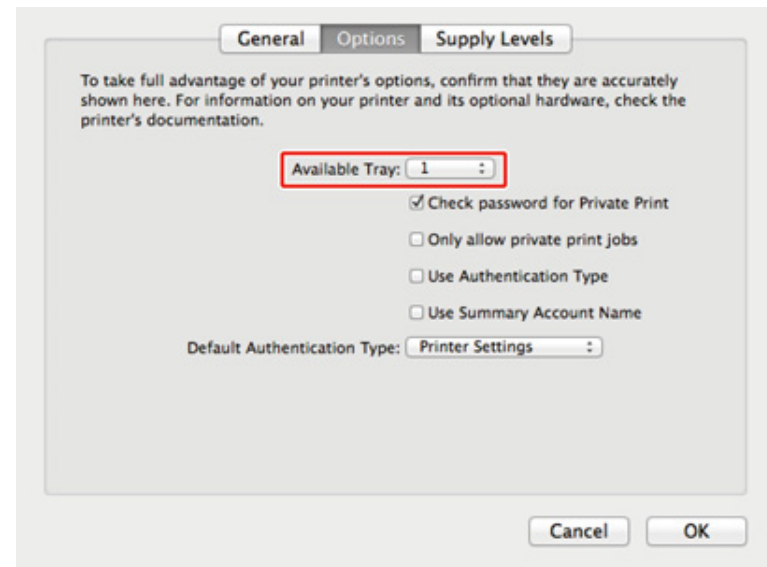 General Options Supply Levels
To take full advantage of your printer's options, confirm that they are accurately
shown here. For information on your printer and its optional hardware, check the
printer's documentation.
Available Tray: 1
Check password for Private Print
Only allow private print jobs
Use Authentication Type
Use Summary Account Name
Default Authentication Type: Printer Settings
Cancel OK